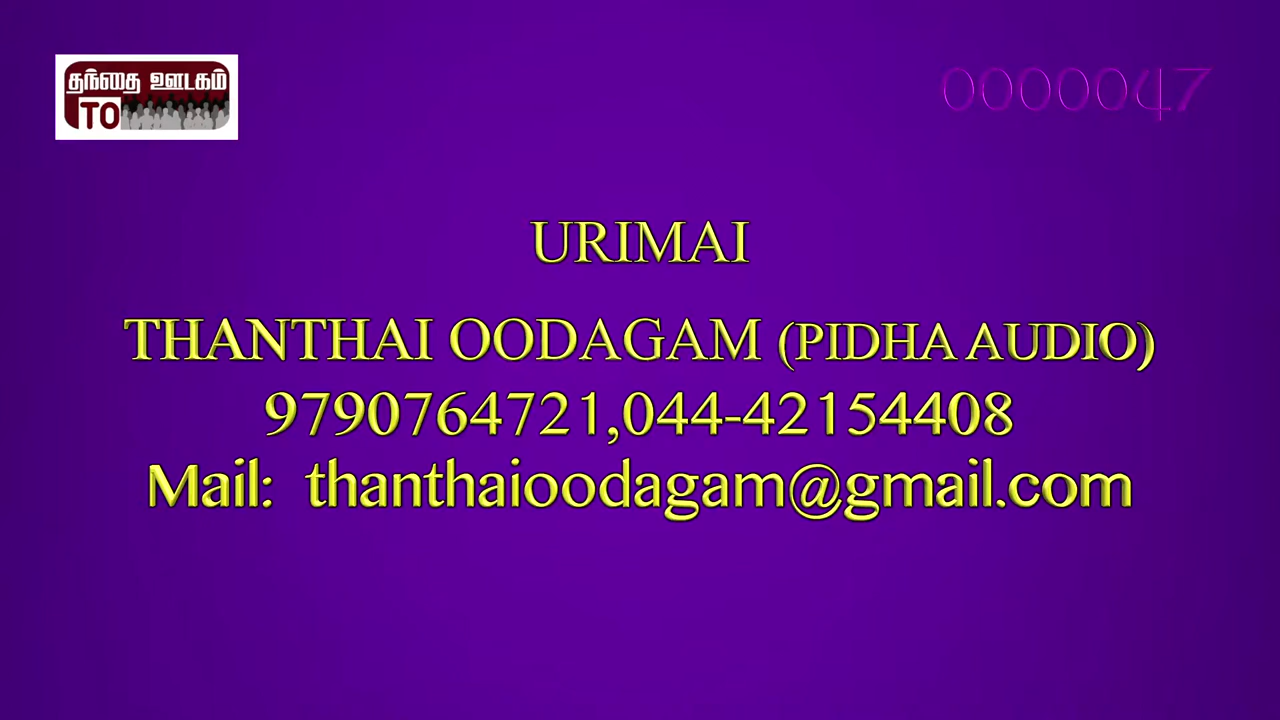 தந்தை ஊடகம்
TO
0000047
URIMAI
THANTHAI OODAGAM (PIDHA AUDIO)
9790764721,044-42154408
Mail: thanthaioodagam@gmail.com